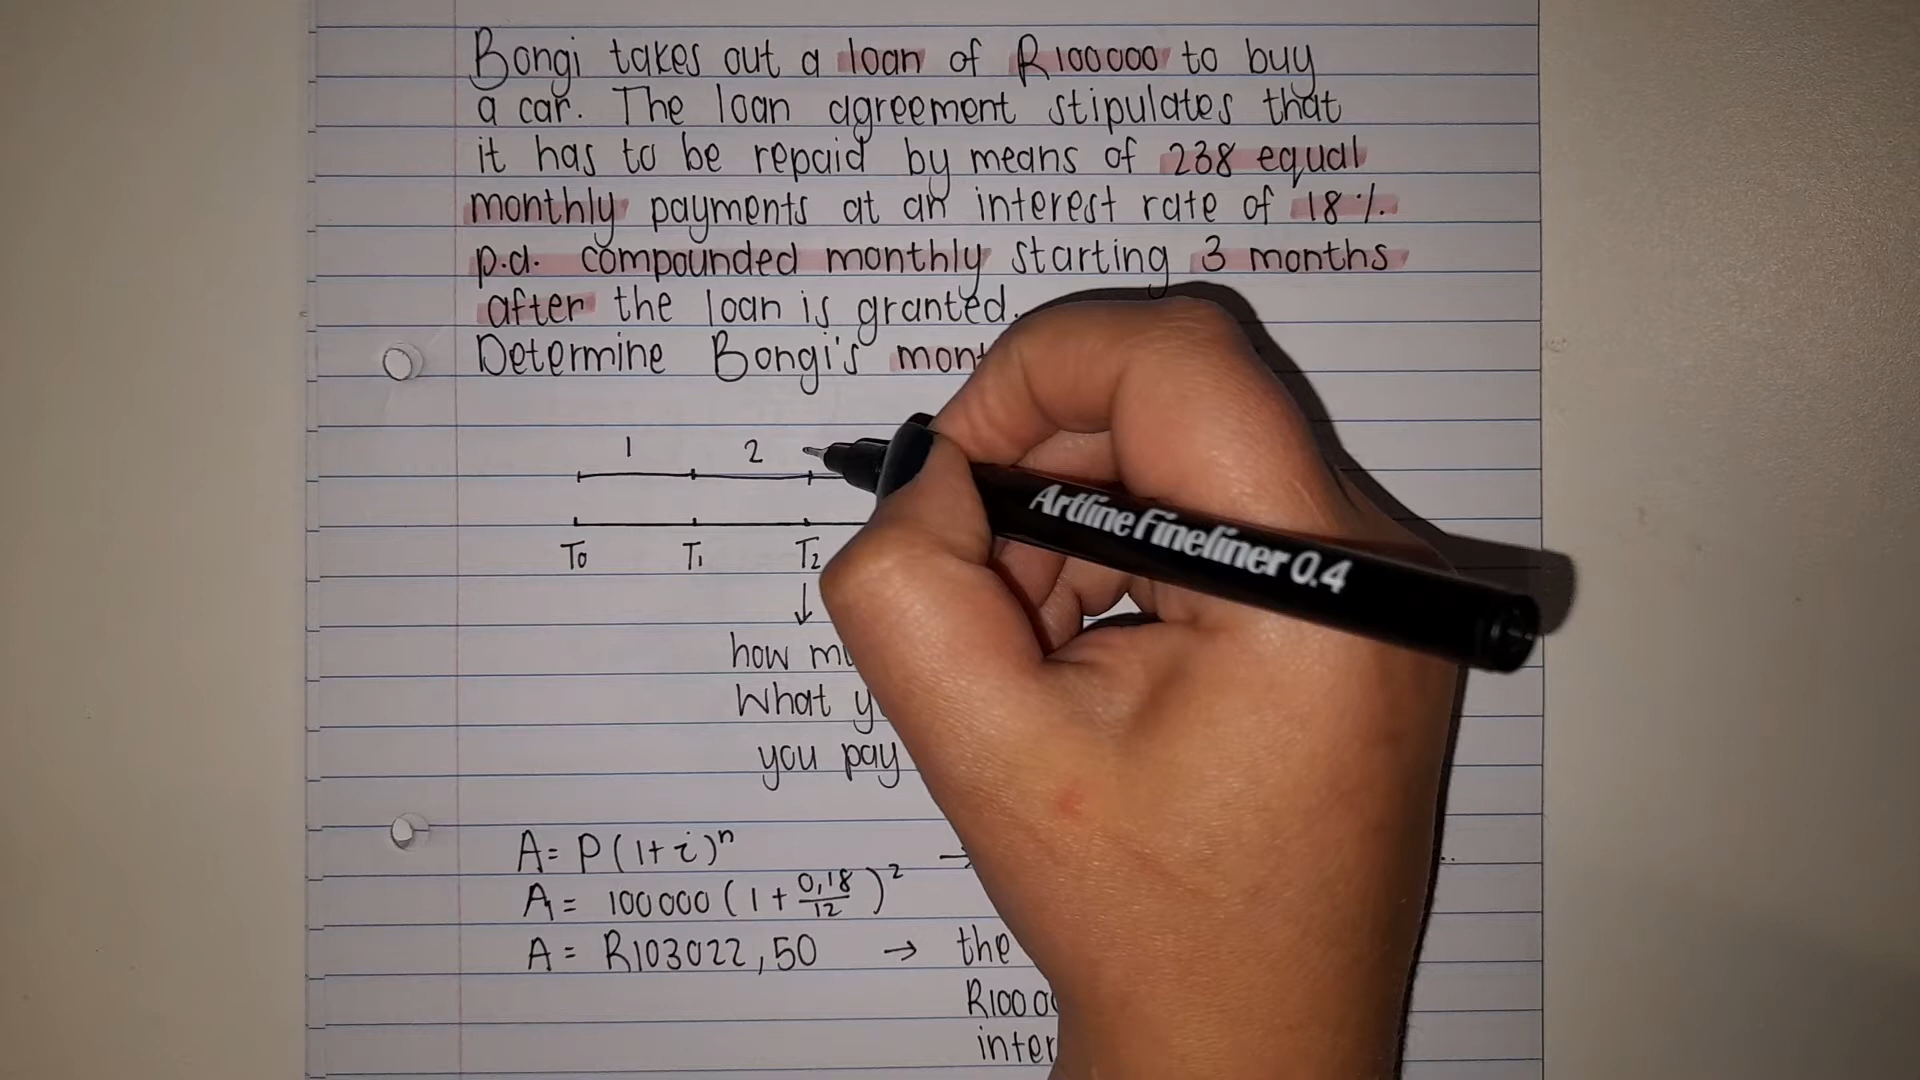 Bongi takes out a loan of R100000 to buy
a car. The loan agreement stipulates that
it has to be repaid by means of 238 equal
monthly payments at an interest rate of 18%
p.a. compounded monthly starting 3 months
after the loan is granted.
Determine Bongi's
1 2
T0 T1 T2
↓
how
What
you pay
A = P(1+i)ⁿ →
A = 100000 (1 + 0,18/12)²
A = R103022,50 → the
Artline Fineliner 0.4